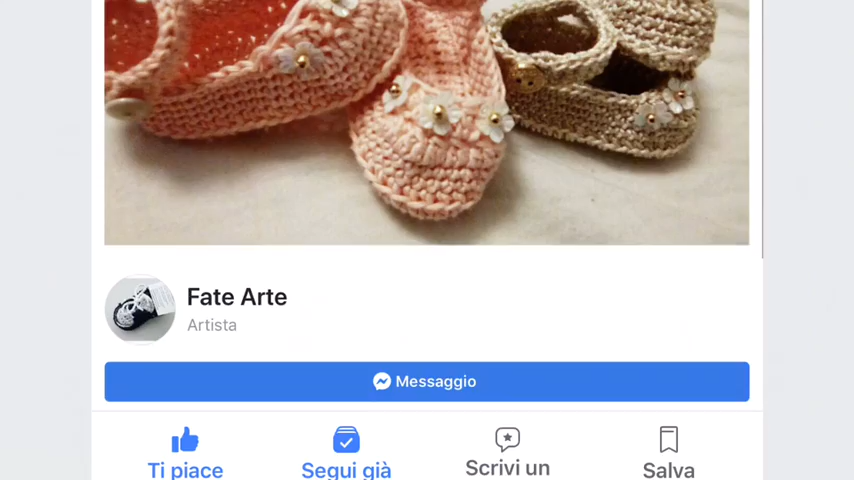 Fate Arte
Artista
Messaggio
Ti piace
Segui già
Scrivi un
Salva